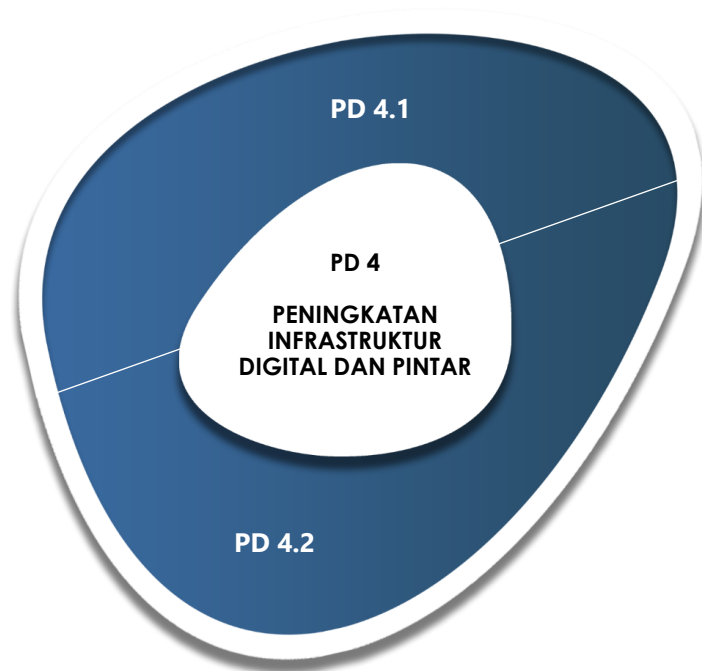 PD 4.1
PD 4
PENINGKATAN
INFRASTRUKTUR
DIGITAL DAN PINTAR
PD 4.2